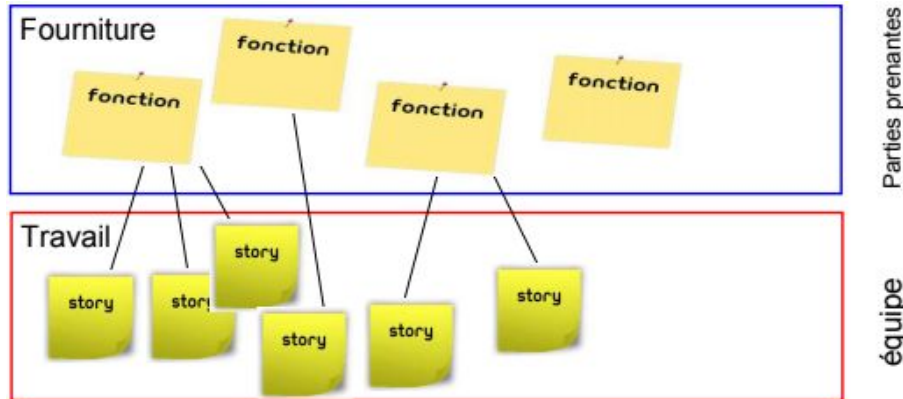 Fourniture
fonction
fonction
fonction
fonction
Parties prenantes
Travail
story
story
story
story
story
story
équipe